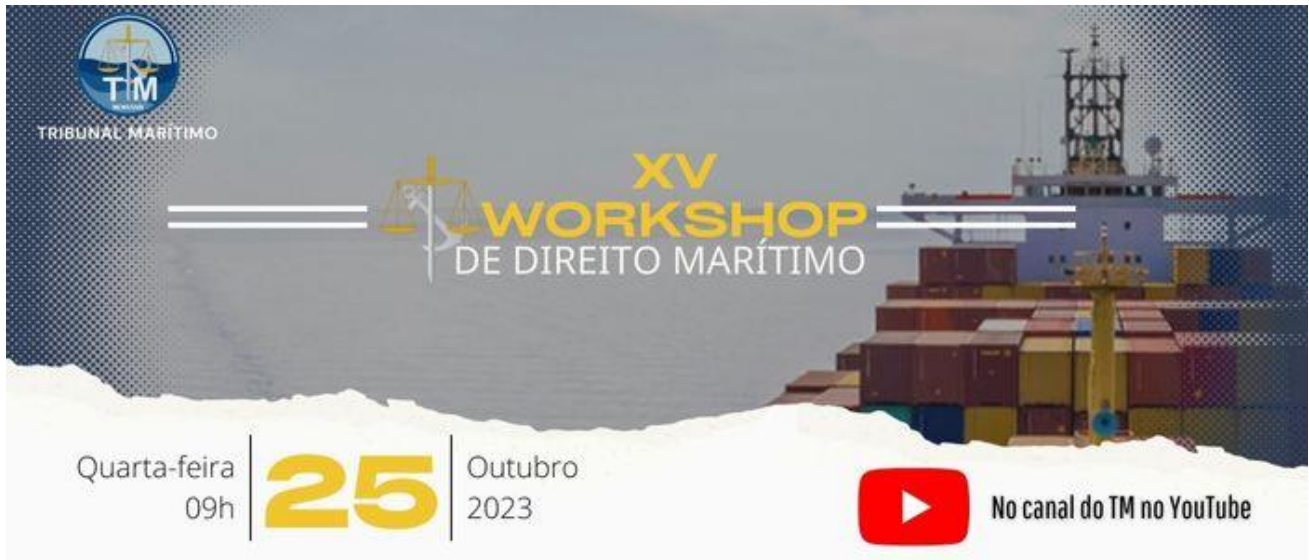 TM
TRIBUNAL MARÍTIMO
XV
WORKSHOP
DE DIREITO MARÍTIMO
Quarta-feira
09h
25
Outubro
2023
No canal do TM no YouTube